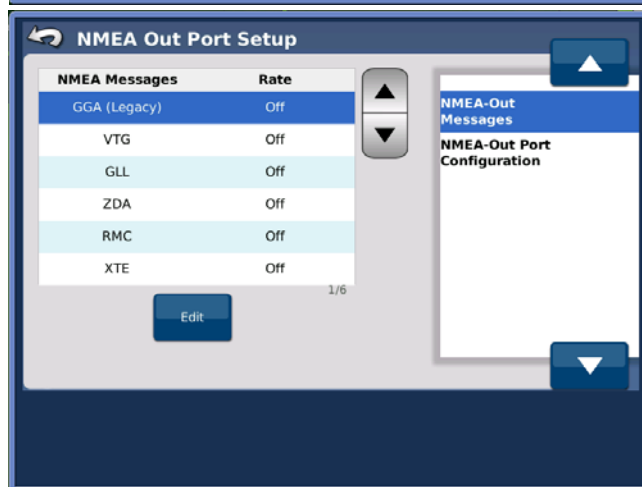 NMEA Out Port Setup
NMEA Messages Rate
GGA (Legacy) Off
VTG Off
GLL Off
ZDA Off
RMC Off
XTE Off
1/6
Edit
NMEA-Out
Messages
NMEA-Out Port
Configuration